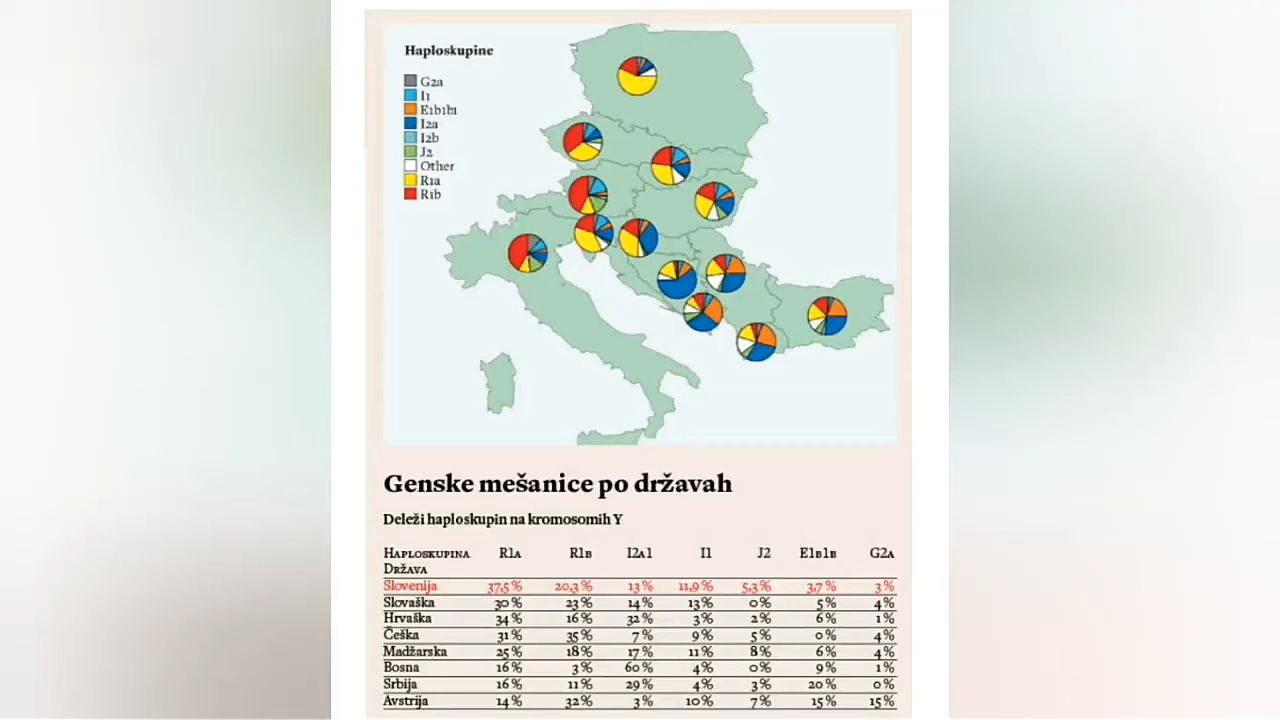 Haploskupine
G2a
I1
E1b1b1
I2a
I2b
J2
Other
R1a
R1b
Genske mešanice po državah
Deleži haploskupin na kromosomih Y
Haploskupina R1a R1b I2a1 I1 J2 E1b1b G2a
Država
Slovenija 37,5 % 20,3 % 13 % 11,9 % 5,3 % 3,7 % 3 %
Slovaška 30 % 23 % 14 % 13 % 0 % 5 % 4 %
Hrvaška 34 % 16 % 32 % 3 % 2 % 6 % 1 %
Češka 31 % 35 % 7 % 9 % 5 % 0 % 4 %
Madžarska 25 % 18 % 17 % 11 % 8 % 6 % 4 %
Bosna 16 % 3 % 60 % 4 % 0 % 9 % 1 %
Srbija 16 % 11 % 29 % 4 % 3 % 20 % 0 %
Avstrija 14 % 32 % 3 % 10 % 7 % 15 % 15 %